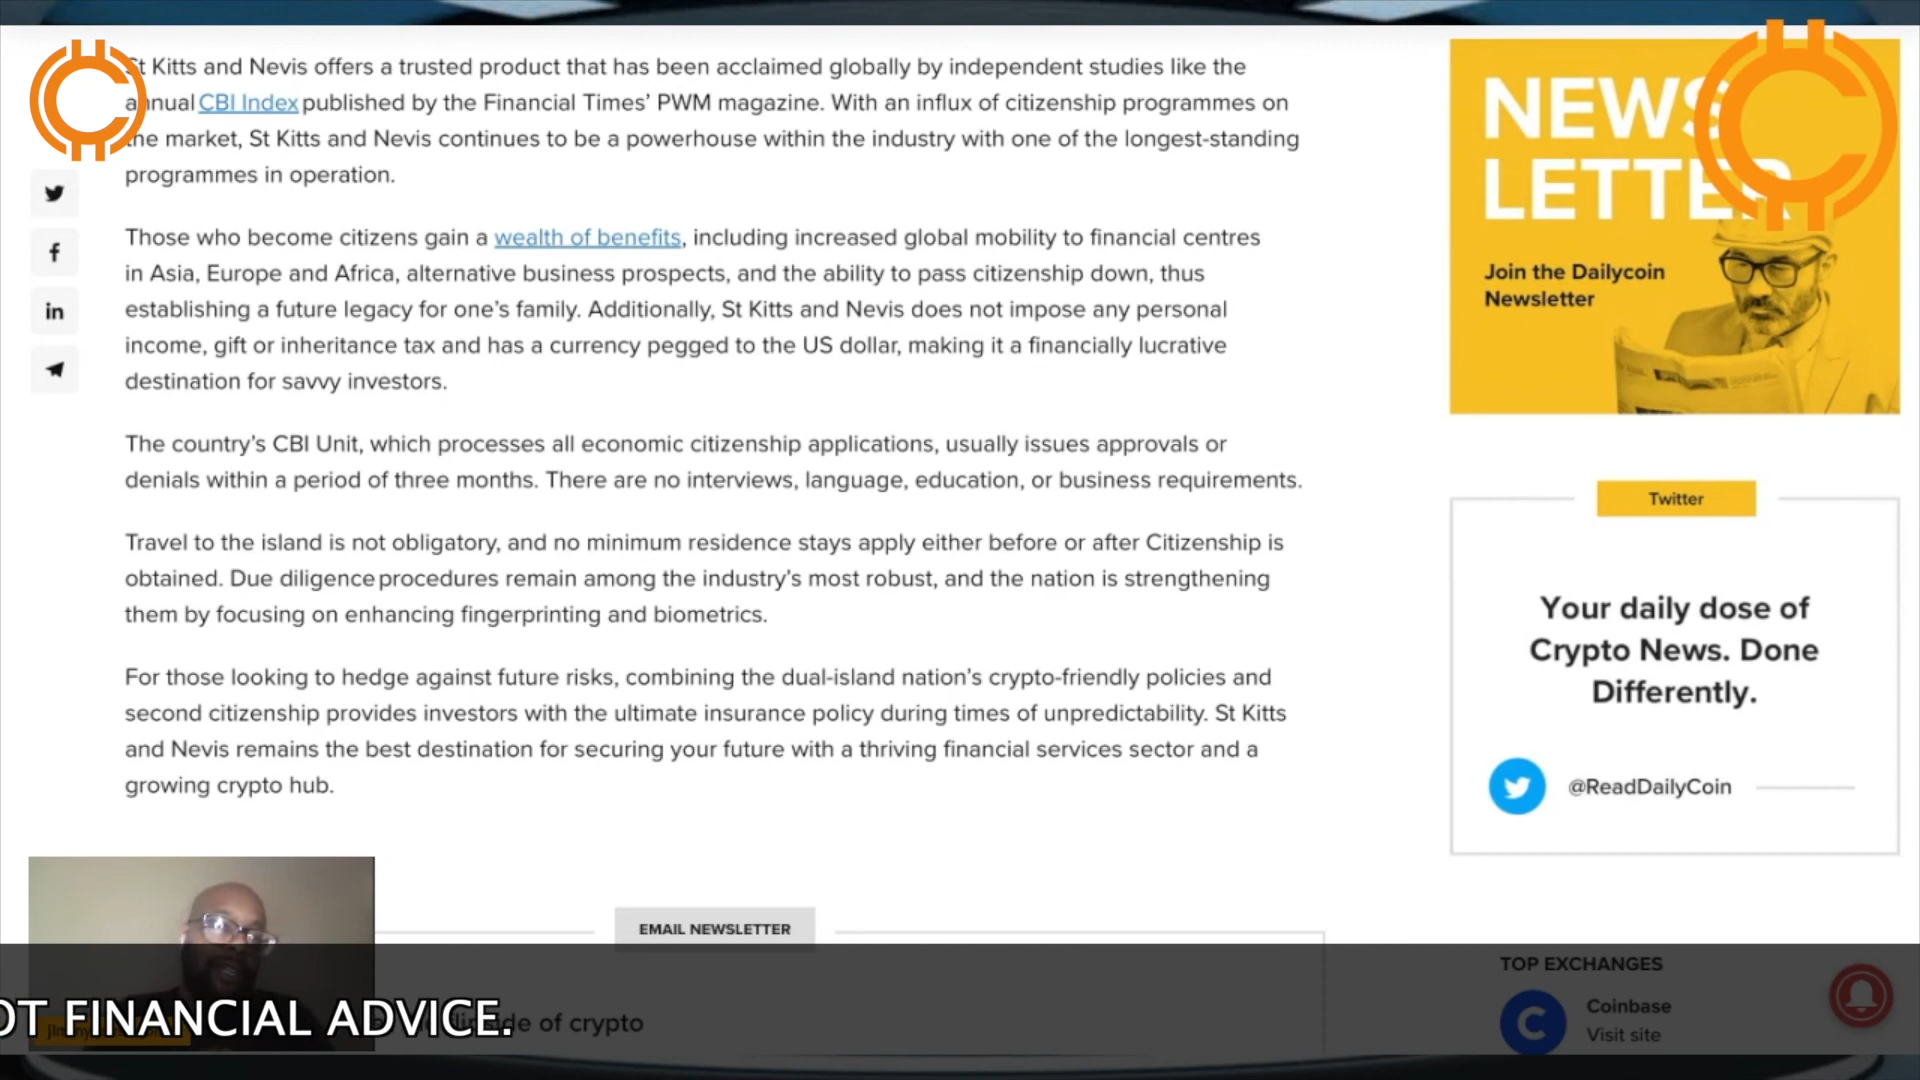 St Kitts and Nevis offers a trusted product that has been acclaimed globally by independent studies like the
annual CBI Index published by the Financial Times’ PWM magazine. With an influx of citizenship programmes on
the market, St Kitts and Nevis continues to be a powerhouse within the industry with one of the longest-standing
programmes in operation.
Those who become citizens gain a wealth of benefits, including increased global mobility to financial centres
in Asia, Europe and Africa, alternative business prospects, and the ability to pass citizenship down, thus
establishing a future legacy for one’s family. Additionally, St Kitts and Nevis does not impose any personal
income, gift or inheritance tax and has a currency pegged to the US dollar, making it a financially lucrative
destination for savvy investors.
The country’s CBI Unit, which processes all economic citizenship applications, usually issues approvals or
denials within a period of three months. There are no interviews, language, education, or business requirements.
Travel to the island is not obligatory, and no minimum residence stays apply either before or after Citizenship is
obtained. Due diligence procedures remain among the industry’s most robust, and the nation is strengthening
them by focusing on enhancing fingerprinting and biometrics.
For those looking to hedge against future risks, combining the dual-island nation’s crypto-friendly policies and
second citizenship provides investors with the ultimate insurance policy during times of unpredictability. St Kitts
and Nevis remains the best destination for securing your future with a thriving financial services sector and a
growing crypto hub.
NEWS
LETTER
Join the Dailycoin
Newsletter
Twitter
Your daily dose of
Crypto News. Done
Differently.
@ReadDailyCoin
EMAIL NEWSLETTER
of crypto
OT FINANCIAL ADVICE.
TOP EXCHANGES
Coinbase
Visit site